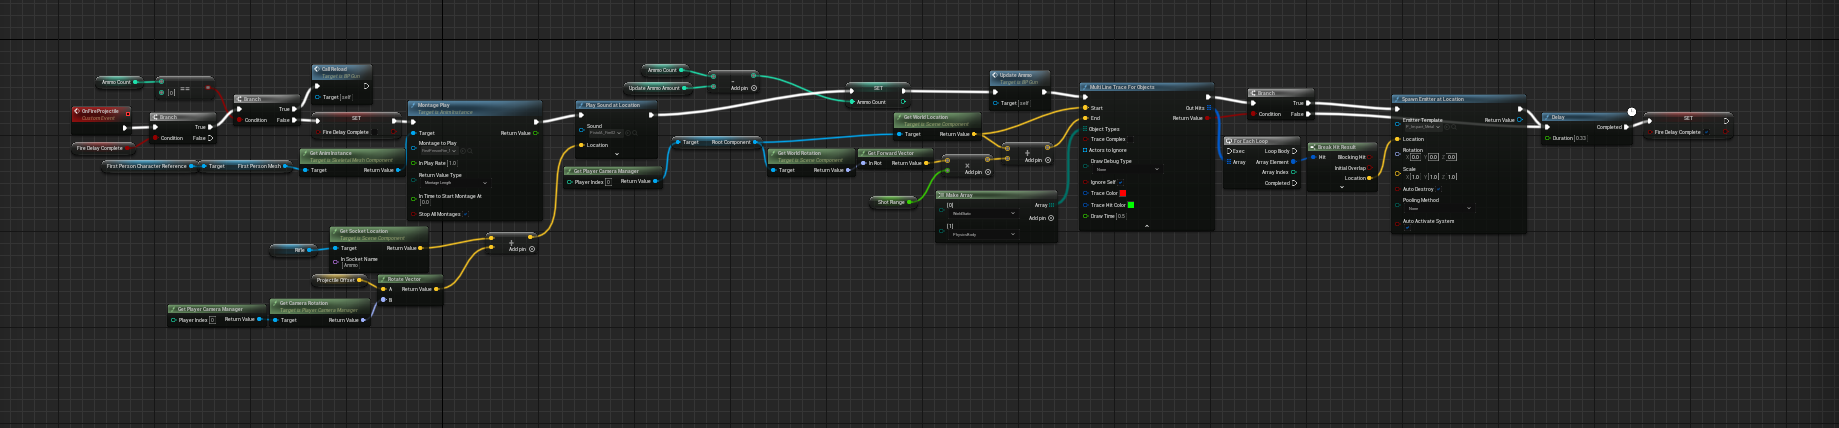 Ammo Count
[0]
==
OnFireProjectile
Custom Event
Fire Delay Complete
Branch
True
Condition
False
Branch
True
Condition
False
Call Reload
Target is BP Gun
Target
self
SET
Fire Delay Complete
First Person Character Reference
Target
First Person Mesh
Get Anim Instance
Target is Skeletal Mesh Component
Target
Return Value
Montage Play
Target is AnimInstance
Target
Return Value
Montage to Play
In Play Rate
1.0
Return Value Type
Montage Length
In Time to Start Montage At
0.0
Stop All Montages
Rifle
Get Socket Location
Target is Scene Component
Target
Return Value
In Socket Name
Ammo
Projectile Offset
Rotate Vector
A
Return Value
B
Get Player Camera Manager
Player Index
0
Return Value
Get Camera Rotation
Target is Player Camera Manager
Target
Return Value
+
Add pin
Play Sound at Location
Sound
Location
Get Player Camera Manager
Player Index
0
Return Value
Ammo Count
Update Ammo Amount
-
Add pin
Target
Root Component
SET
Ammo Count
Get World Location
Target is Scene Component
Target
Return Value
Get World Rotation
Target is Scene Component
Target
Return Value
Get Forward Vector
In Rot
Return Value
Shot Range
×
Add pin
+
Add pin
Update Ammo
Target is BP Gun
Target
self
Make Array
[0]
Array
WorldStatic
Add pin
[1]
PhysicsBody
Multi Line Trace For Objects
Start
Out Hits
End
Return Value
Object Types
Trace Complex
Actors to Ignore
Draw Debug Type
None
Ignore Self
Trace Color
Trace Hit Color
Draw Time
0.5
Branch
True
Condition
False
For Each Loop
Exec
Loop Body
Array
Array Element
Array Index
Completed
Break Hit Result
Hit
Blocking Hit
Initial Overlap
Location
Spawn Emitter at Location
Emitter Template
Return Value
Location
Rotation
X
0.0
Y
0.0
Z
0.0
Scale
X
1.0
Y
1.0
Z
1.0
Auto Destroy
Pooling Method
None
Auto Activate System
Delay
Completed
Duration
0.33
SET
Fire Delay Complete